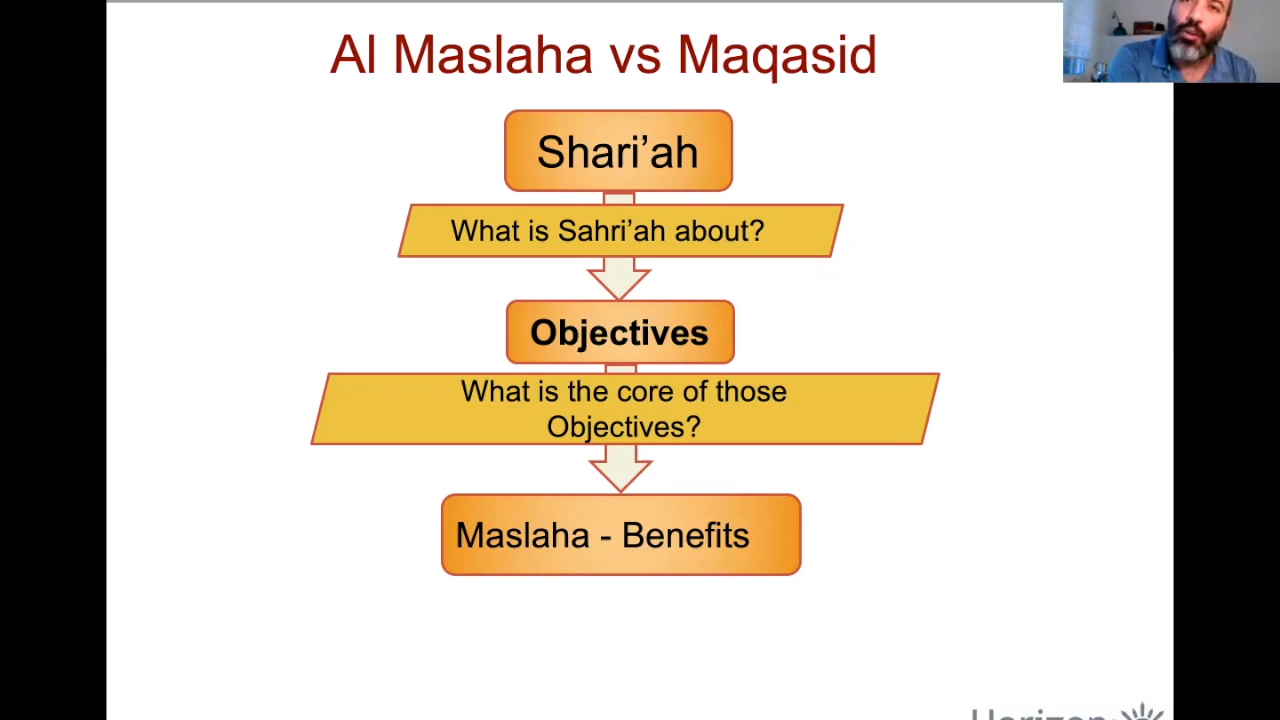 Al Maslaha vs Maqasid
Shari’ah
What is Sahri’ah about?
Objectives
What is the core of those
Objectives?
Maslaha - Benefits
Horizon